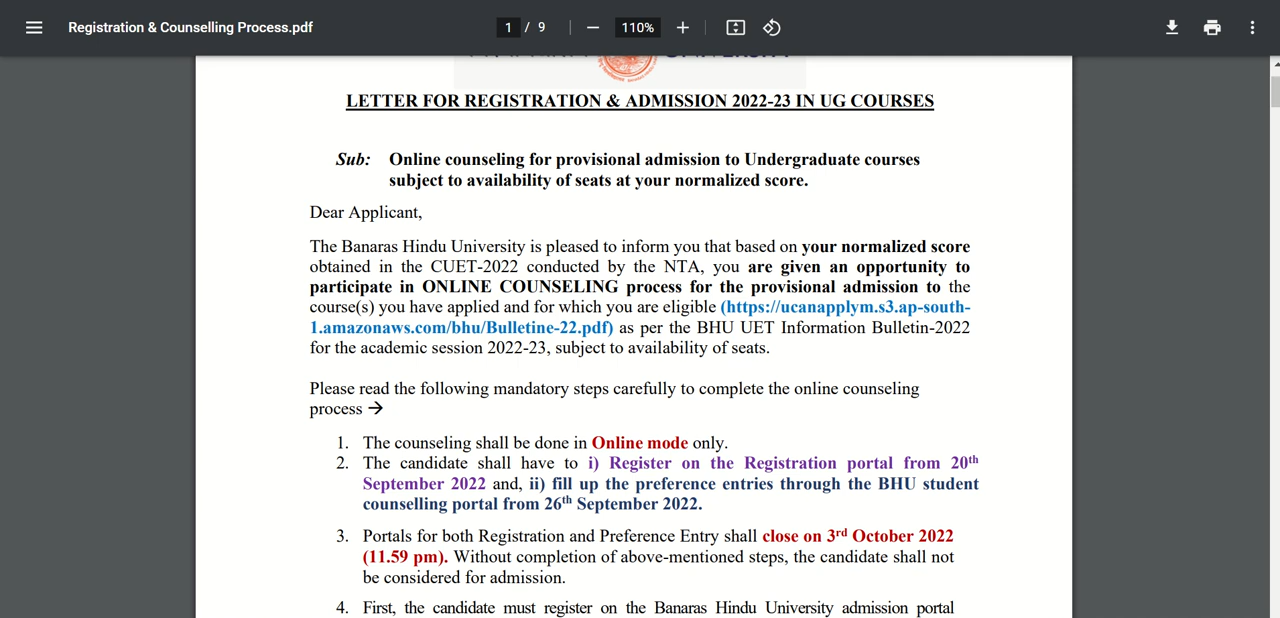 Registration & Counselling Process.pdf
1 / 9
110%
LETTER FOR REGISTRATION & ADMISSION 2022-23 IN UG COURSES
Sub: Online counseling for provisional admission to Undergraduate courses
subject to availability of seats at your normalized score.
Dear Applicant,
The Banaras Hindu University is pleased to inform you that based on your normalized score
obtained in the CUET-2022 conducted by the NTA, you are given an opportunity to
participate in ONLINE COUNSELING process for the provisional admission to the
course(s) you have applied and for which you are eligible (https://ucanapplym.s3.ap-south-
1.amazonaws.com/bhu/Bulletine-22.pdf) as per the BHU UET Information Bulletin-2022
for the academic session 2022-23, subject to availability of seats.
Please read the following mandatory steps carefully to complete the online counseling
process →
1. The counseling shall be done in Online mode only.
2. The candidate shall have to i) Register on the Registration portal from 20th
September 2022 and, ii) fill up the preference entries through the BHU student
counselling portal from 26th September 2022.
3. Portals for both Registration and Preference Entry shall close on 3rd October 2022
(11.59 pm). Without completion of above-mentioned steps, the candidate shall not
be considered for admission.
4. First, the candidate must register on the Banaras Hindu University admission portal